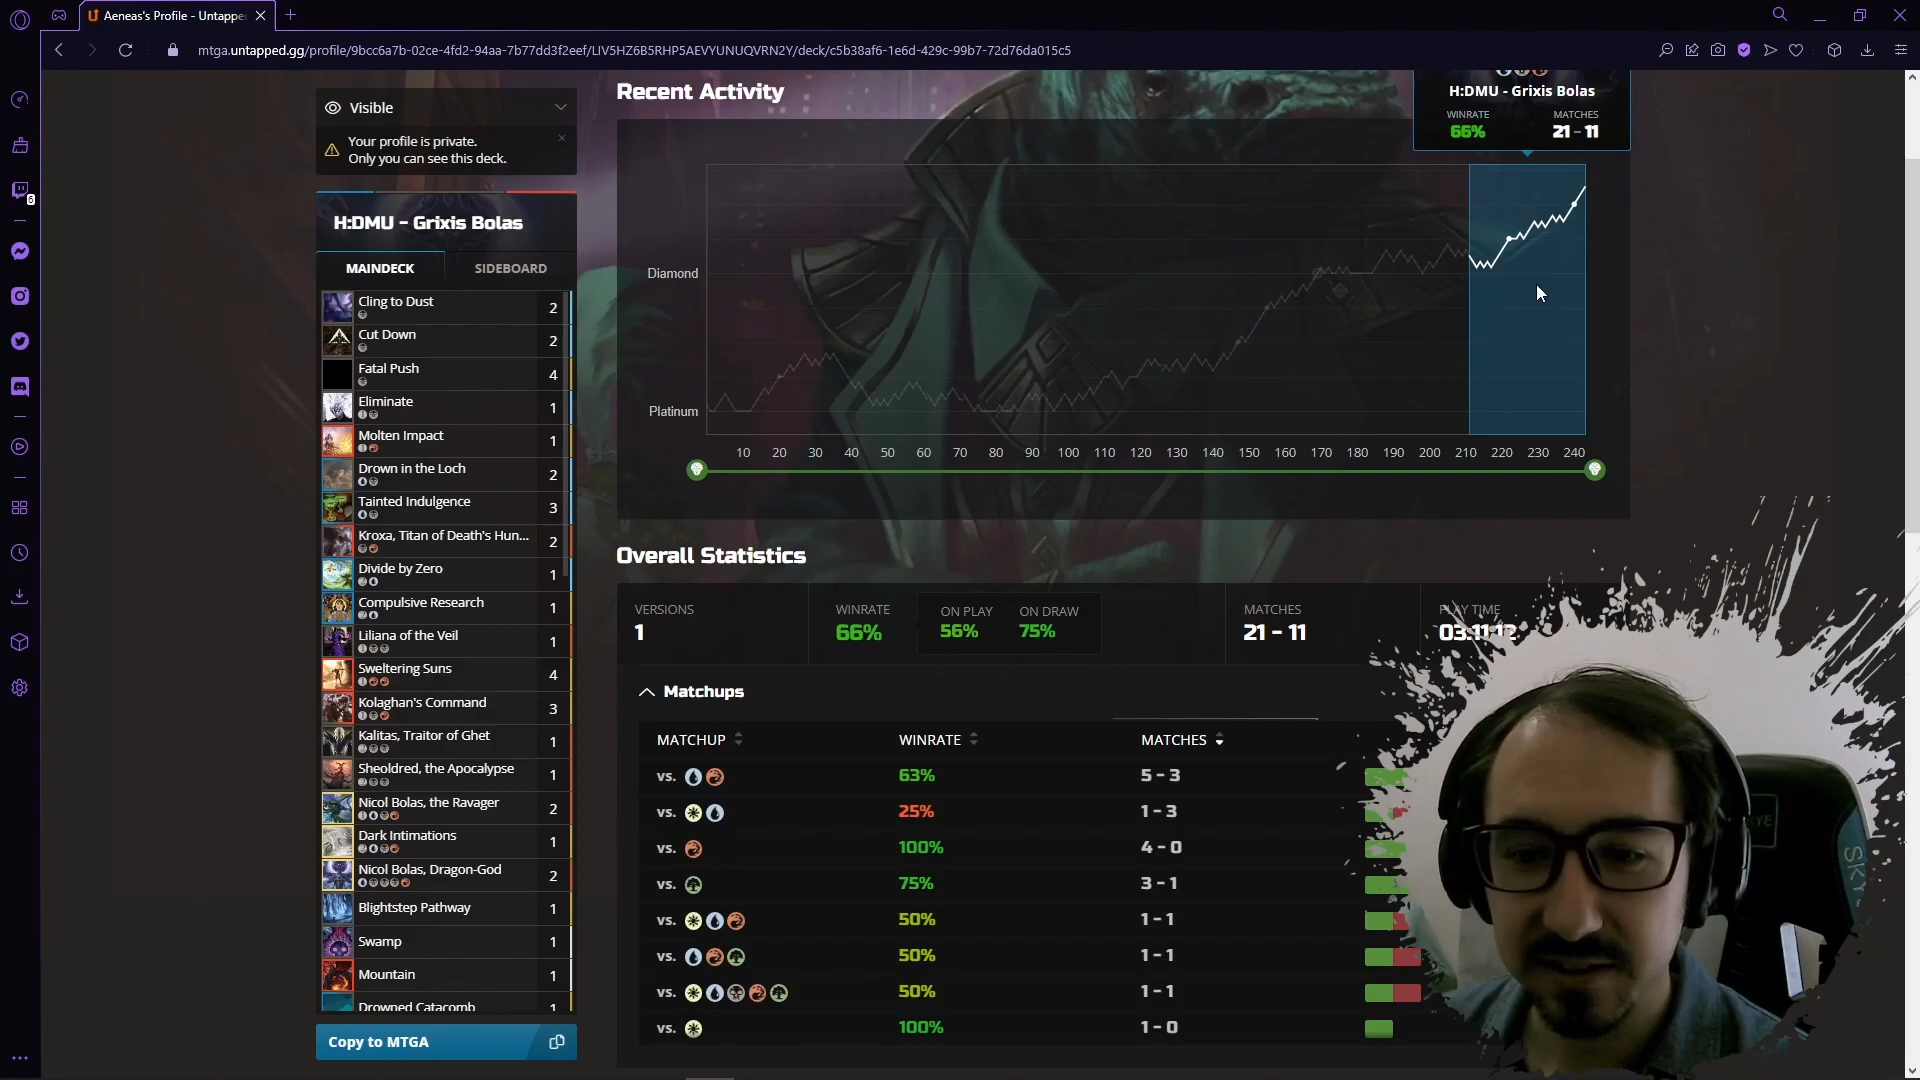 Aeneas's Profile - Untapped
mtga.untapped.gg/profile/9bcc6a7b-02ce-4fd2-94aa-7b77dd3f2eef/LIV5HZ6B5RHP5AEVYUNUQVRN2Y/deck/c5b38af6-1e6d-429c-99b7-72d76da015c5
6
Visible
Your profile is private.
Only you can see this deck.
H:DMU - Grixis Bolas
MAINDECK
SIDEBOARD
Cling to Dust 2
Cut Down 2
Fatal Push 4
Eliminate 1
Molten Impact 1
Drown in the Loch 2
Tainted Indulgence 3
Kroxa, Titan of Death's Hun... 2
Divide by Zero 1
Compulsive Research 1
Liliana of the Veil 1
Sweltering Suns 4
Kolaghan's Command 3
Kalitas, Traitor of Ghet 1
Sheoldred, the Apocalypse 1
Nicol Bolas, the Ravager 2
Dark Intimations 1
Nicol Bolas, Dragon-God 2
Blightstep Pathway 1
Swamp 1
Mountain 1
Drowned Catacomb 1
Copy to MTGA
Recent Activity
H:DMU - Grixis Bolas
WINRATE MATCHES
66% 21 - 11
Diamond
Platinum
10 20 30 40 50 60 70 80 90 100 110 120 130 140 150 160 170 180 190 200 210 220 230 240
Overall Statistics
VERSIONS WINRATE ON PLAY ON DRAW MATCHES PLAY TIME
1 66% 56% 75% 21 - 11 03:11:12
Matchups
MATCHUP WINRATE MATCHES
vs. 63% 5 - 3
vs. 25% 1 - 3
vs. 100% 4 - 0
vs. 75% 3 - 1
vs. 50% 1 - 1
vs. 50% 1 - 1
vs. 50% 1 - 1
vs. 100% 1 - 0